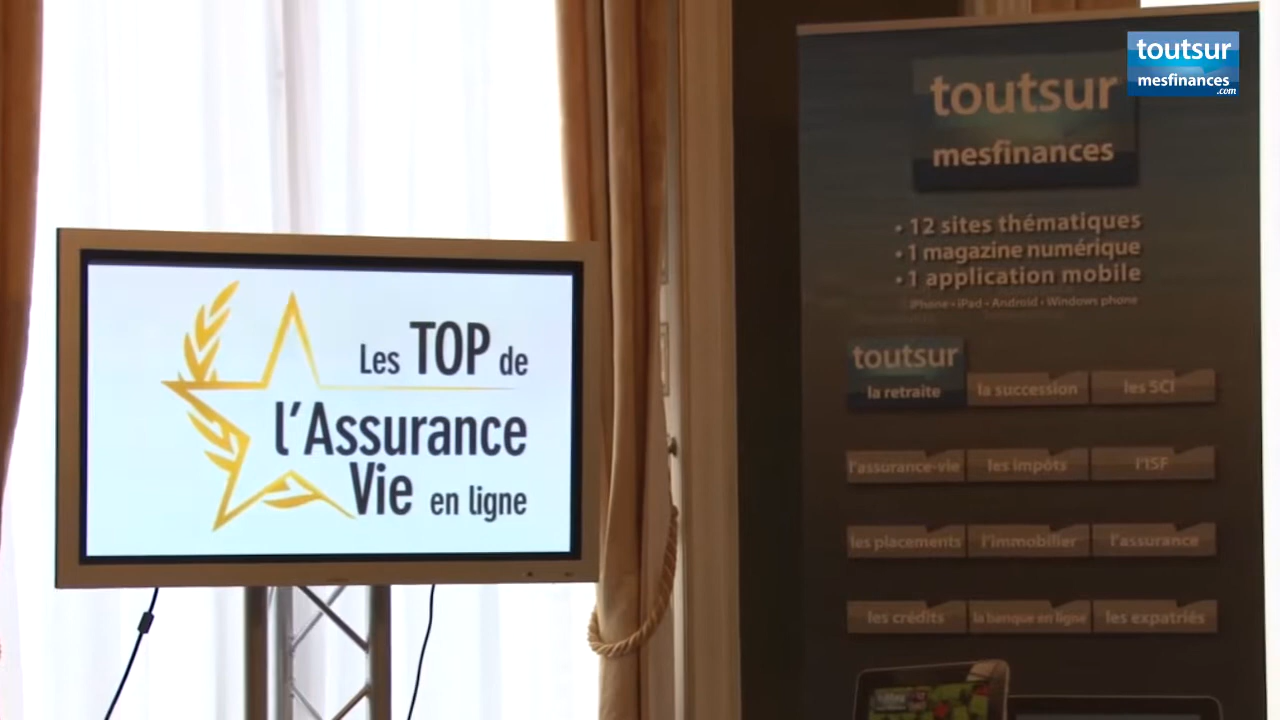 Les TOP de
l'Assurance
Vie en ligne
toutsur
mesfinances
.com
toutsur
mesfinances
• 12 sites thématiques
• 1 magazine numérique
• 1 application mobile
iPhone • iPad • Android • Windows phone
toutsur
la retraite
la succession
les SCI
l'assurance-vie
les impôts
l'ISF
les placements
l'immobilier
l'assurance
les crédits
la banque en ligne
les expatriés